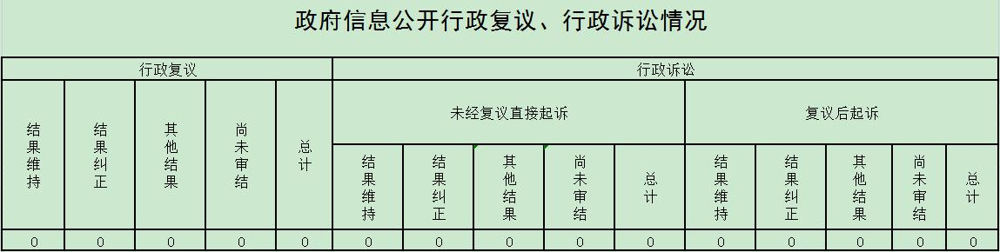 政府信息公开行政复议、行政诉讼情况
行政复议 行政诉讼
未经复议直接起诉 复议后起诉
结果维持 结果纠正 其他结果 尚未审结 总计 结果维持 结果纠正 其他结果 尚未审结 总计 结果维持 结果纠正 其他结果 尚未审结 总计
0 0 0 0 0 0 0 0 0 0 0 0 0 0 0